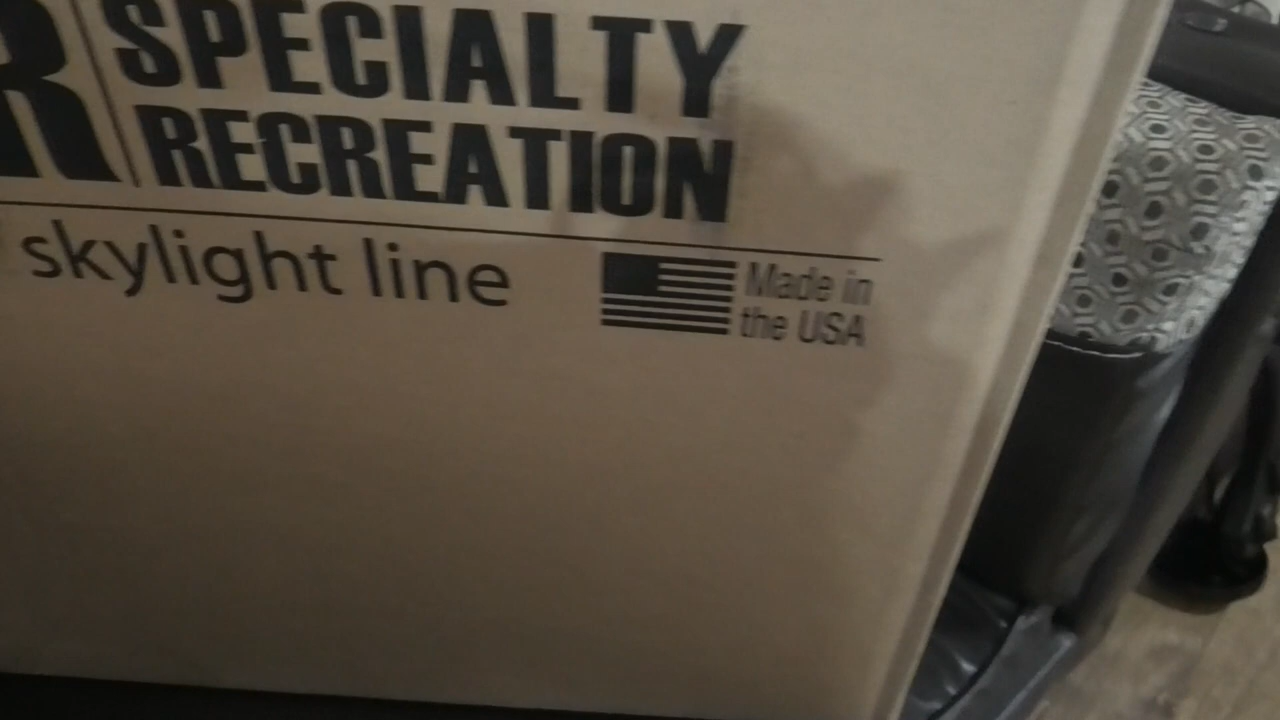 R SPECIALTY
RECREATION
skylight line
Made in
the USA